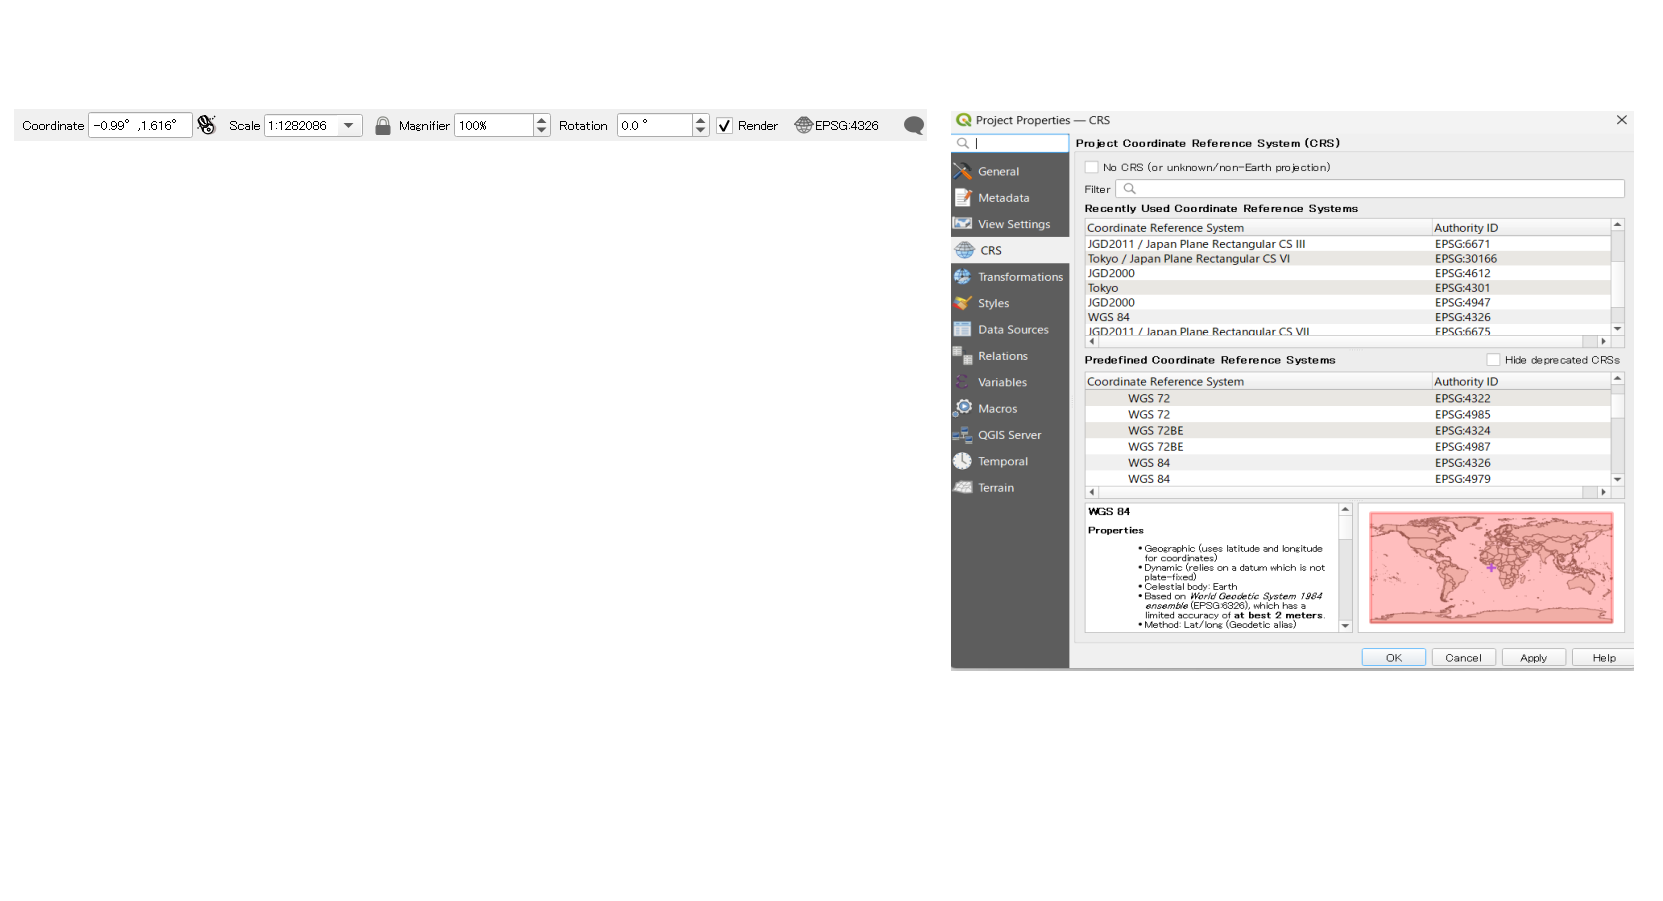 Coordinate -0.99° ,1.616° Scale 1:1282086 Magnifier 100% Rotation 0.0 ° Render EPSG:4326
Project Properties — CRS
Project Coordinate Reference System (CRS)
General
Metadata
View Settings
CRS
Transformations
Styles
Data Sources
Relations
Variables
Macros
QGIS Server
Temporal
Terrain
No CRS (or unknown/non-Earth projection)
Filter
Recently Used Coordinate Reference Systems
Coordinate Reference System Authority ID
JGD2011 / Japan Plane Rectangular CS III EPSG:6671
Tokyo / Japan Plane Rectangular CS VI EPSG:30166
JGD2000 EPSG:4612
Tokyo EPSG:4301
JGD2000 EPSG:4947
WGS 84 EPSG:4326
JGD2011 / Japan Plane Rectangular CS VII EPSG:6675
Predefined Coordinate Reference Systems Hide deprecated CRSs
Coordinate Reference System Authority ID
WGS 72 EPSG:4322
WGS 72 EPSG:4985
WGS 72BE EPSG:4324
WGS 72BE EPSG:4987
WGS 84 EPSG:4326
WGS 84 EPSG:4979
WGS 84
Properties
• Geographic (uses latitude and longitude
for coordinates)
• Dynamic (relies on a datum which is not
plate-fixed)
• Celestial body: Earth
• Based on World Geodetic System 1984
ensemble (EPSG:6326), which has a
limited accuracy of at best 2 meters.
• Method: Lat/long (Geodetic alias)
OK Cancel Apply Help